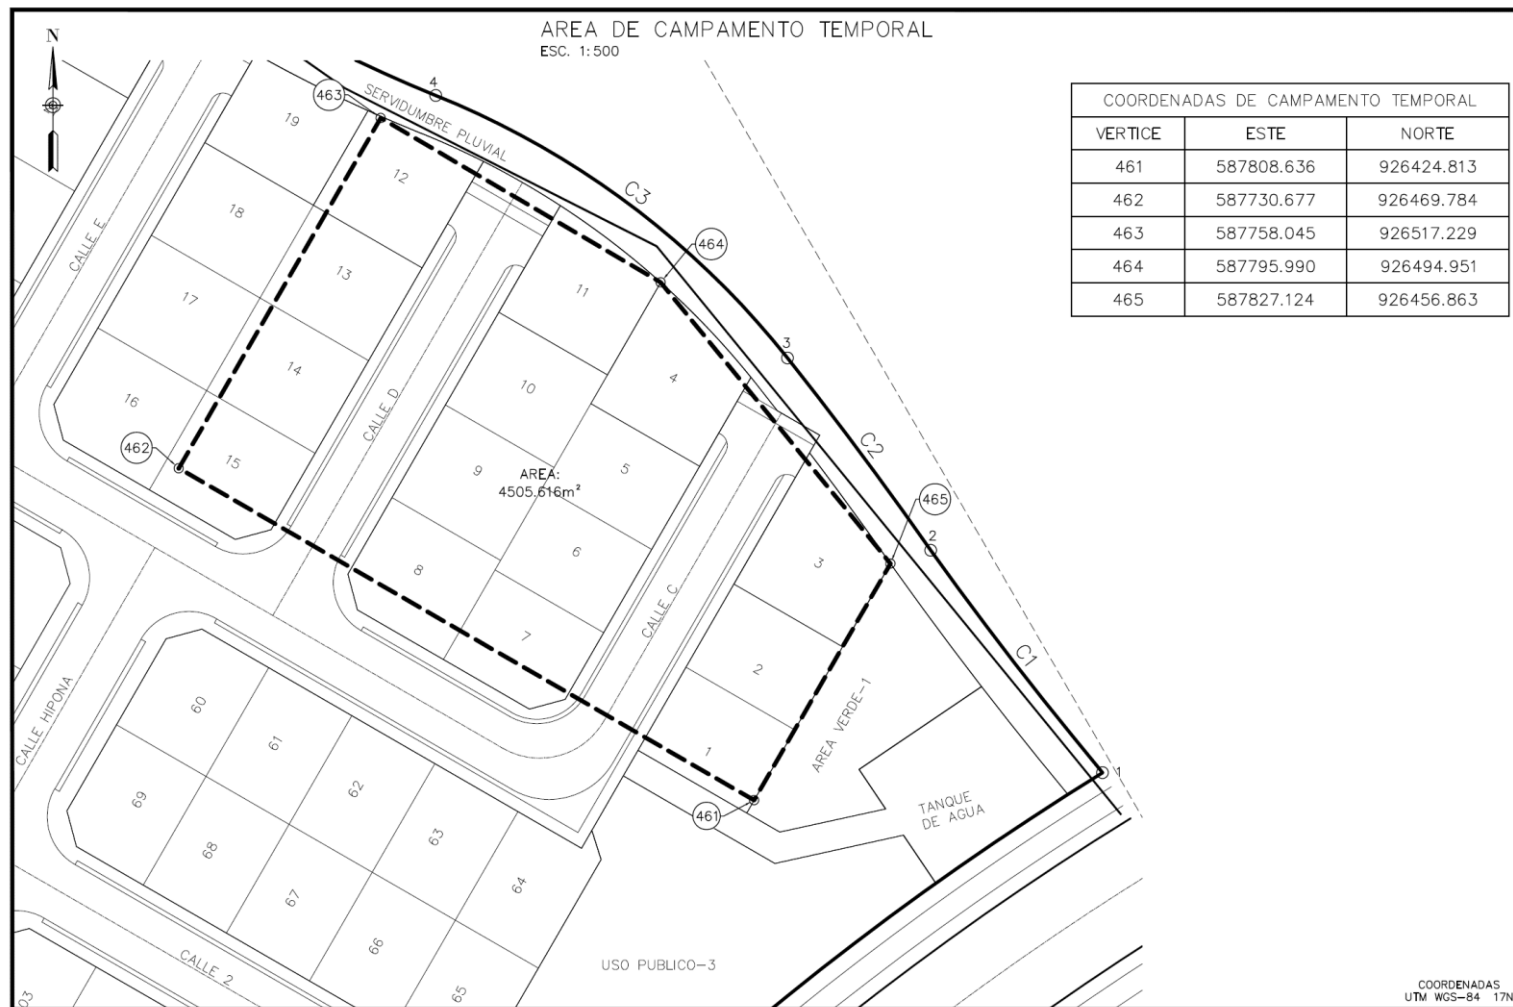 AREA DE CAMPAMENTO TEMPORAL
ESC. 1:500
N
COORDENADAS DE CAMPAMENTO TEMPORAL
VERTICE ESTE NORTE
461 587808.636 926424.813
462 587730.677 926469.784
463 587758.045 926517.229
464 587795.990 926494.951
465 587827.124 926456.863
4
463
SERVIDUMBRE PLUVIAL
19
12
C3
18
CALLE E
464
13
11
17
3
14
10
4
16
CALLE D
C2
462
15
9
5
AREA:
4505.616m²
465
2
6
8
3
CALLE C
7
C1
2
CALLE HIPONA
60
AREA VERDE-1
61
1
1
62
69
461
TANQUE
DE AGUA
63
68
64
67
66
USO PUBLICO-3
CALLE 2
65
03
COORDENADAS
UTM WGS-84 17N